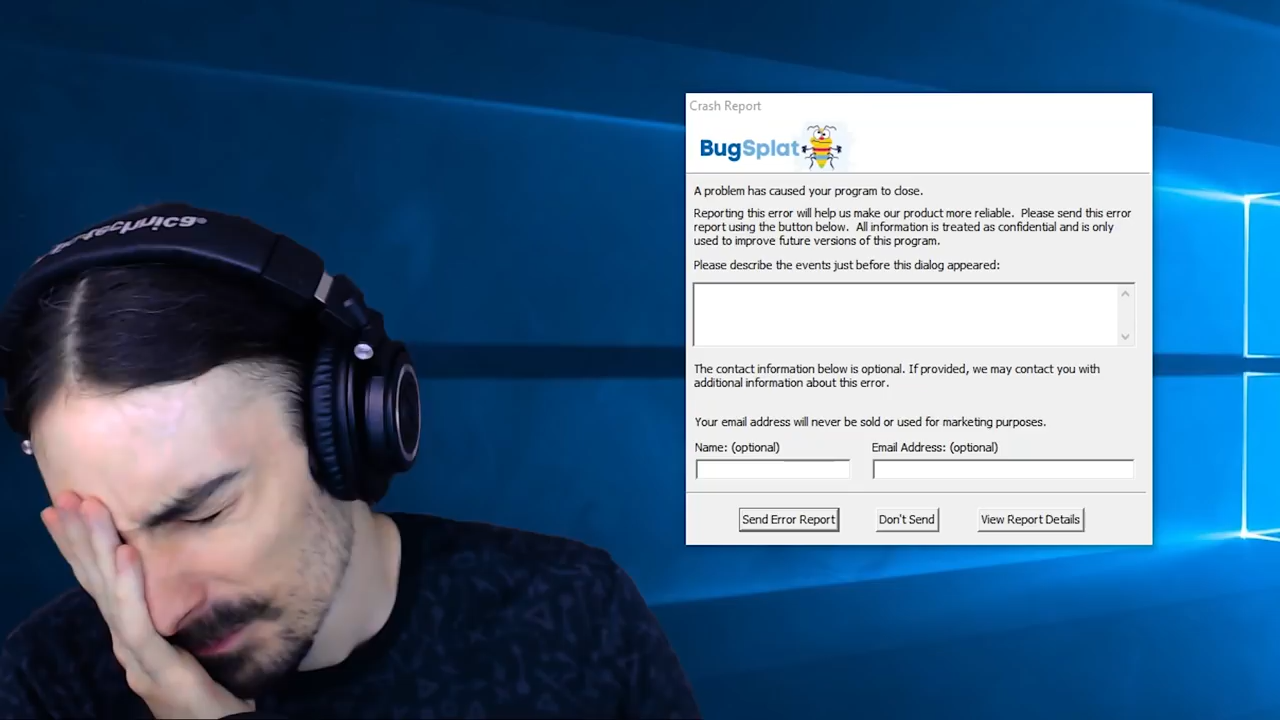 technica®
Crash Report
BugSplat
A problem has caused your program to close.
Reporting this error will help us make our product more reliable.  Please send this error
report using the button below.  All information is treated as confidential and is only
used to improve future versions of this program.
Please describe the events just before this dialog appeared:
The contact information below is optional. If provided, we may contact you with
additional information about this error.
Your email address will never be sold or used for marketing purposes.
Name: (optional)
Email Address: (optional)
Send Error Report
Don't Send
View Report Details